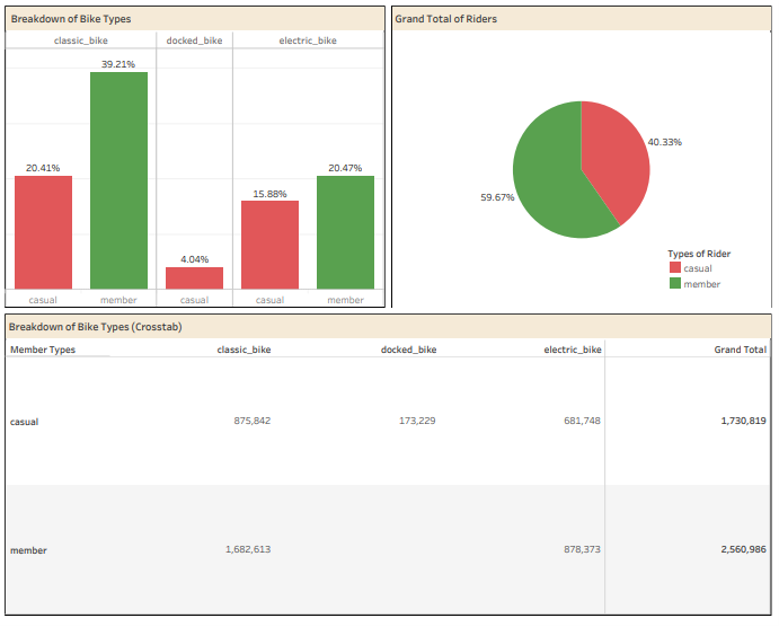 Breakdown of Bike Types
classic_bike docked_bike electric_bike
39.21%
20.41%
20.47%
15.88%
4.04%
casual member casual casual member
Grand Total of Riders
40.33%
59.67%
Types of Rider
casual
member
Breakdown of Bike Types (Crosstab)
Member Types classic_bike docked_bike electric_bike Grand Total
casual 875,842 173,229 681,748 1,730,819
member 1,682,613 878,373 2,560,986